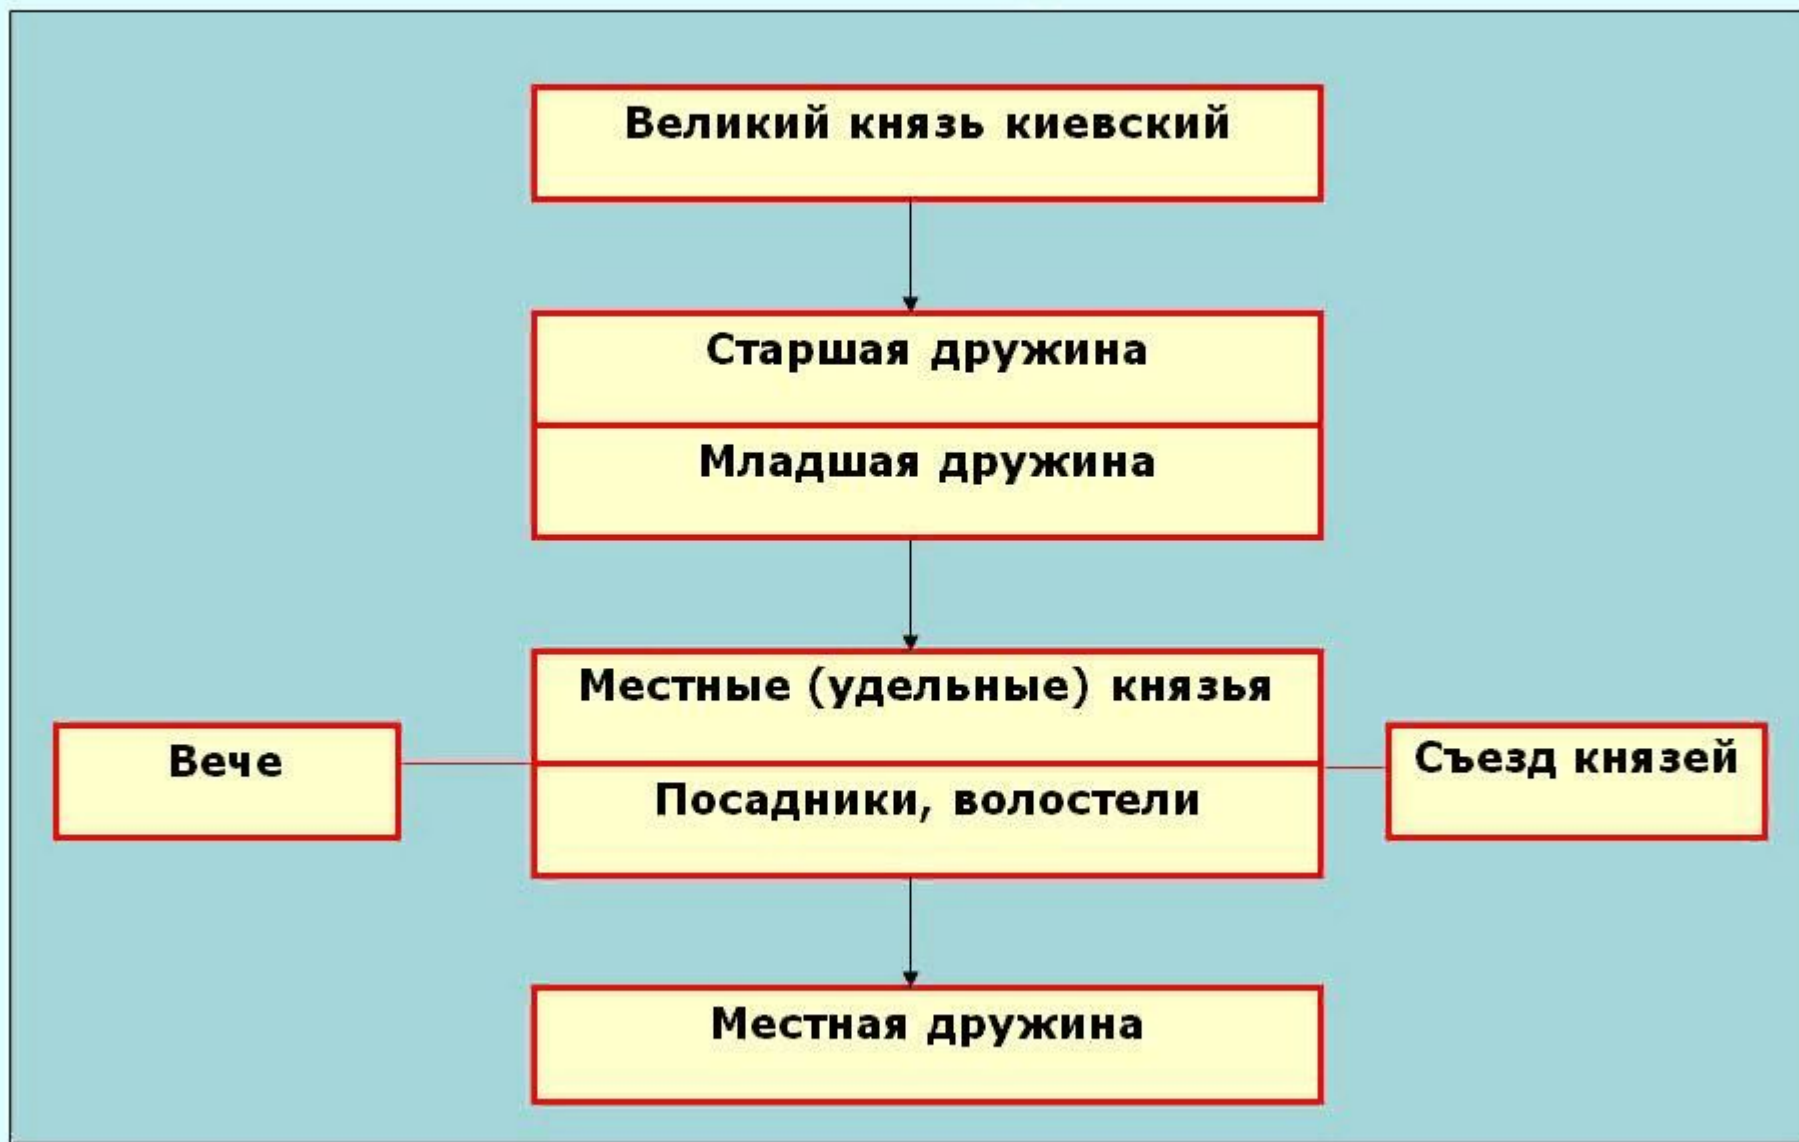 Великий князь киевский
Старшая дружина
Младшая дружина
Местные (удельные) князья
Вече
Съезд князей
Посадники, волостели
Местная дружина